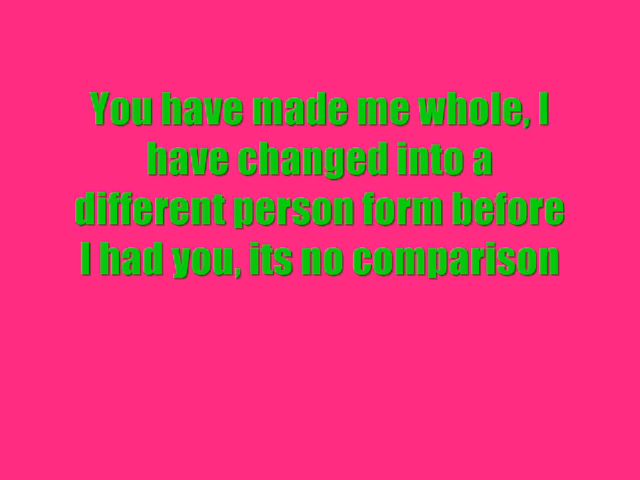 You have made me whole, I
have changed into a
different person form before
I had you, its no comparison